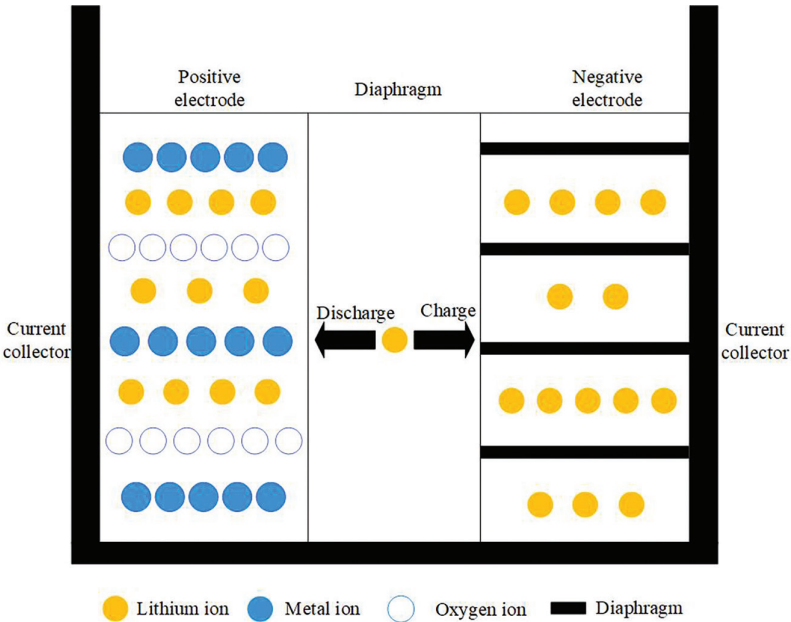 Positive
electrode
Diaphragm
Negative
electrode
Discharge
Charge
Current
collector
Current
collector
Lithium ion
Metal ion
Oxygen ion
Diaphragm